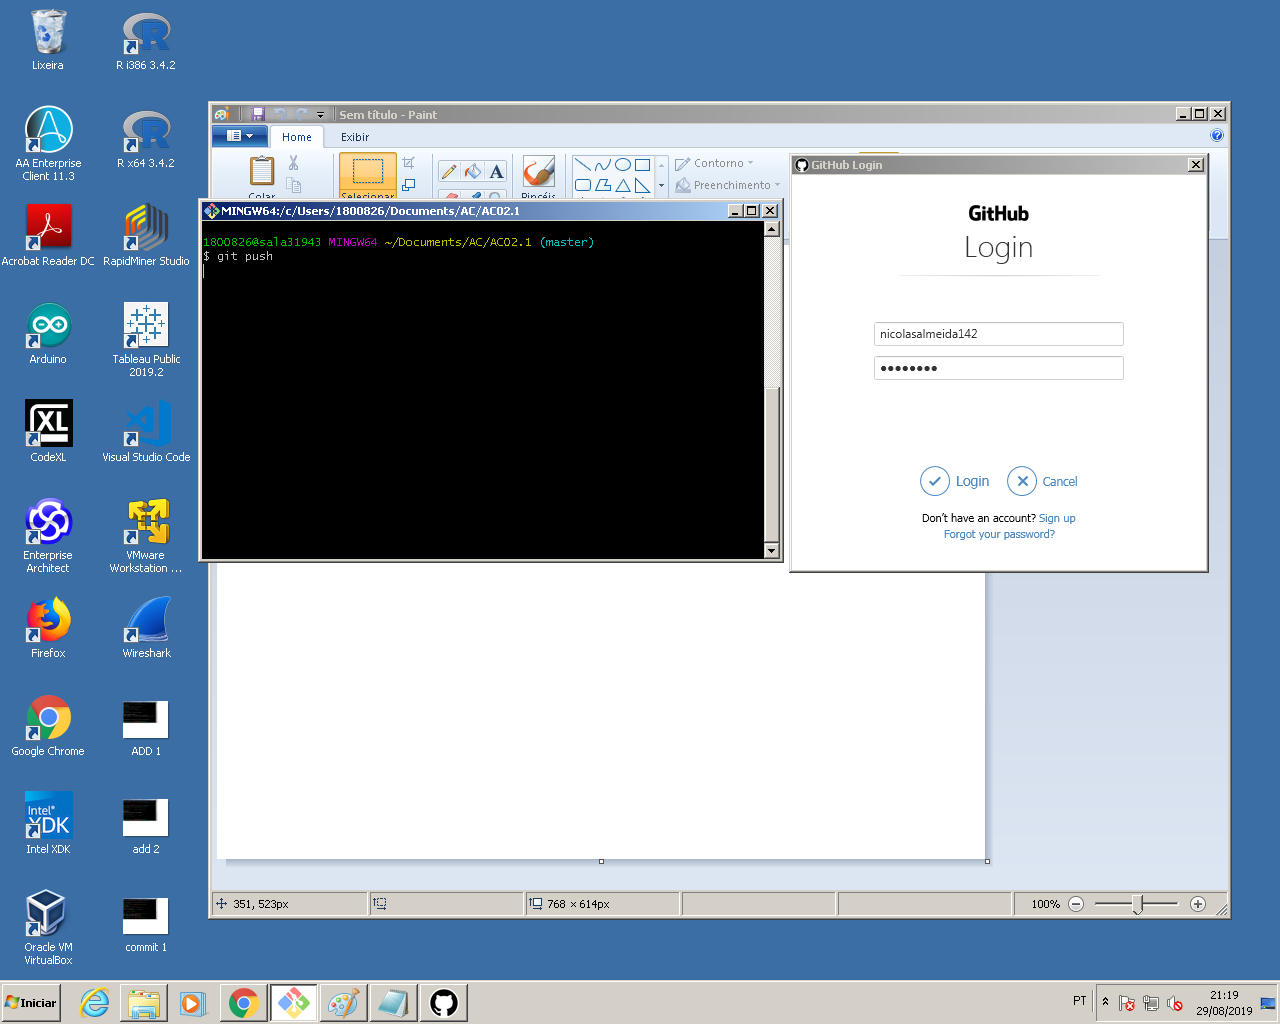 Lixeira
R i386 3.4.2
AA Enterprise
Client 11.3
R x64 3.4.2
Acrobat Reader DC
RapidMiner Studio
Arduino
Tableau Public
2019.2
CodeXL
Visual Studio Code
Enterprise
Architect
VMware
Workstation ...
Firefox
Wireshark
Google Chrome
ADD 1
Intel XDK
add 2
Oracle VM
VirtualBox
commit 1
Sem título - Paint
Home
Exibir
Colar
Selecionar
Pincéis
Contorno
Preenchimento
MINGW64:/c/Users/1800826/Documents/AC/AC02.1
1800826@sala31943 MINGW64 ~/Documents/AC/AC02.1 (master)
$ git push
GitHub Login
GitHub
Login
nicolasalmeida142
Login
Cancel
Don't have an account? Sign up
Forgot your password?
351, 523px
768 × 614px
100%
Iniciar
PT
21:19
29/08/2019